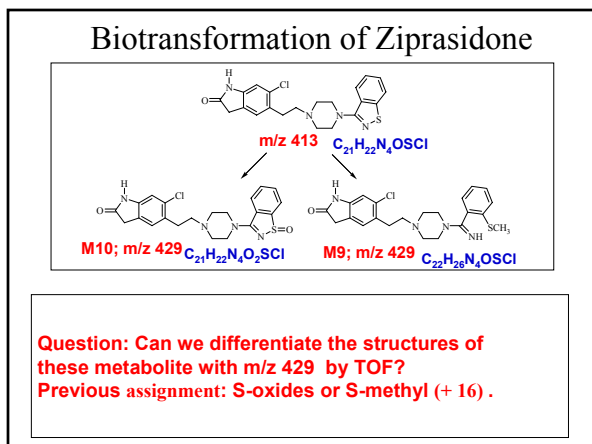 Biotransformation of Ziprasidone
H
N
Cl
O
N
N
N
S
m/z 413
C21H22N4OSCl
H
N
Cl
O
N
N
N
S=O
M10; m/z 429
C21H22N4O2SCl
H
N
Cl
O
N
N
NH
SCH3
M9; m/z 429
C22H26N4OSCl
Question: Can we differentiate the structures of
these metabolite with m/z 429 by TOF?
Previous assignment: S-oxides or S-methyl (+ 16) .